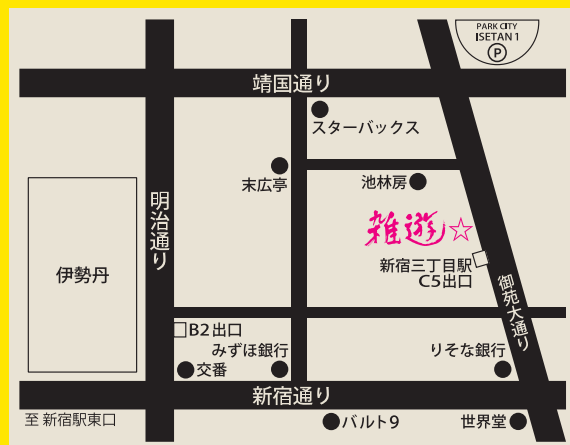 PARK CITY
ISETAN 1
P
靖国通り
スターバックス
末広亭
池林房
明治通り
雑遊☆
伊勢丹
新宿三丁目駅
C5出口
御苑大通り
B2出口
みずほ銀行
りそな銀行
交番
新宿通り
至 新宿駅東口
バルト9
世界堂